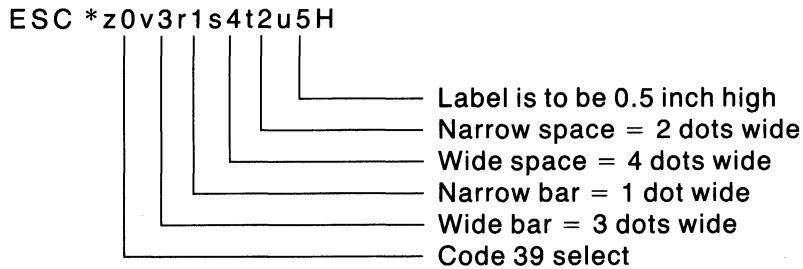 ESC *z0v3r1s4t2u5H
Label is to be 0.5 inch high
Narrow space = 2 dots wide
Wide space = 4 dots wide
Narrow bar = 1 dot wide
Wide bar = 3 dots wide
Code 39 select